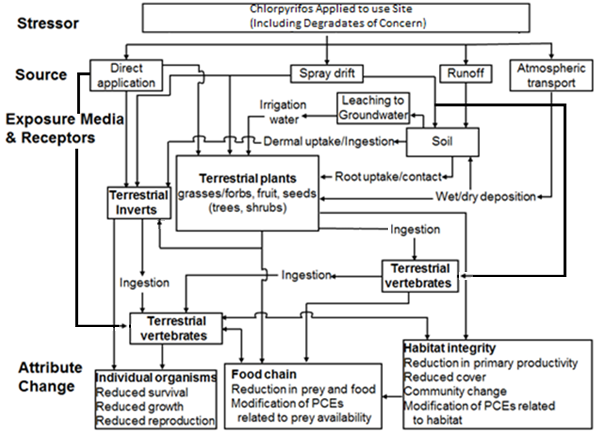 Stressor
Chlorpyrifos Applied to use Site
(Including Degradates of Concern)
Source
Direct
application
Spray drift
Runoff
Atmospheric
transport
Exposure Media
& Receptors
Irrigation
water
Leaching to
Groundwater
Dermal uptake/Ingestion
Soil
Terrestrial plants
grasses/forbs, fruit, seeds
(trees, shrubs)
Root uptake/contact
Wet/dry deposition
Terrestrial
Inverts
Ingestion
Ingestion
Ingestion
Terrestrial
vertebrates
Terrestrial
vertebrates
Attribute
Change
Individual organisms
Reduced survival
Reduced growth
Reduced reproduction
Food chain
Reduction in prey and food
Modification of PCEs
related to prey availability
Habitat integrity
Reduction in primary productivity
Reduced cover
Community change
Modification of PCEs related
to habitat